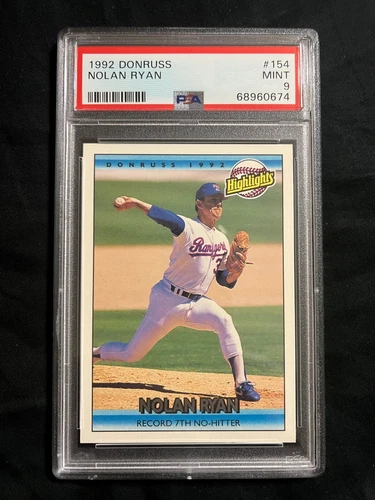 1992 DONRUSS #154
NOLAN RYAN MINT
9
PSA 68960674
DONRUSS 1992
Highlights
Rangers
3
NOLAN RYAN
RECORD 7TH NO-HITTER